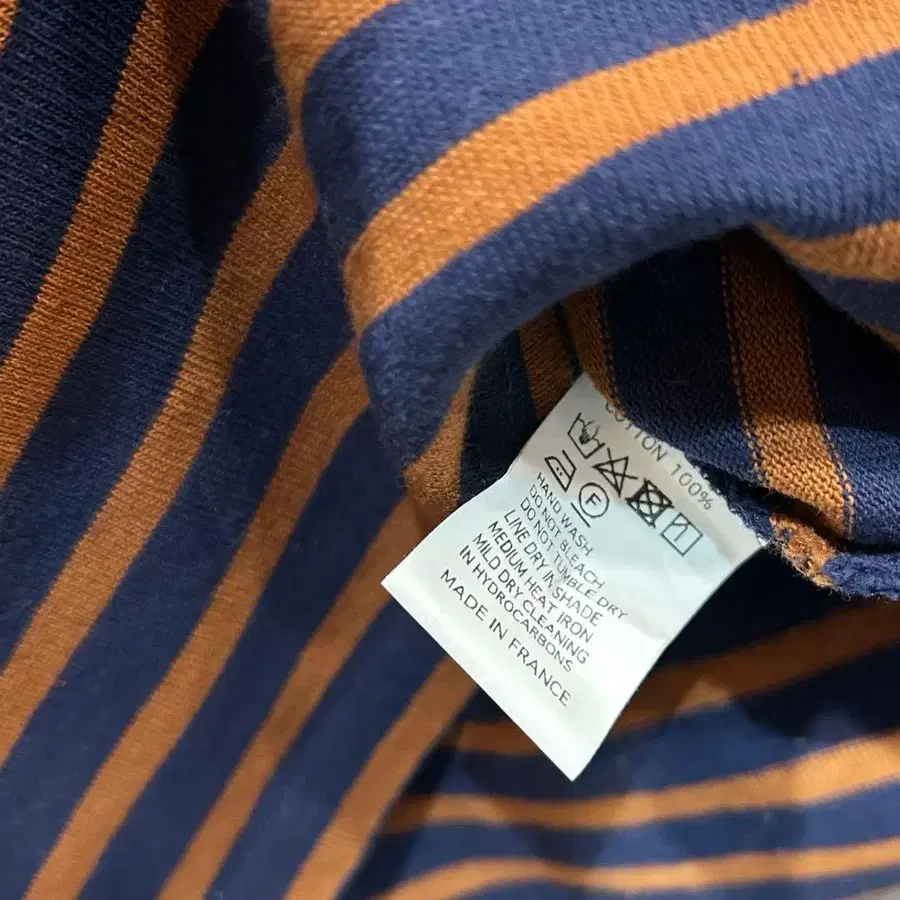 COTTON 100%
F
HAND WASH
DO NOT BLEACH
DO NOT TUMBLE DRY
LINE DRY IN SHADE
MEDIUM HEAT IRON
MILD DRY CLEANING
IN HYDROCARBONS
MADE IN FRANCE